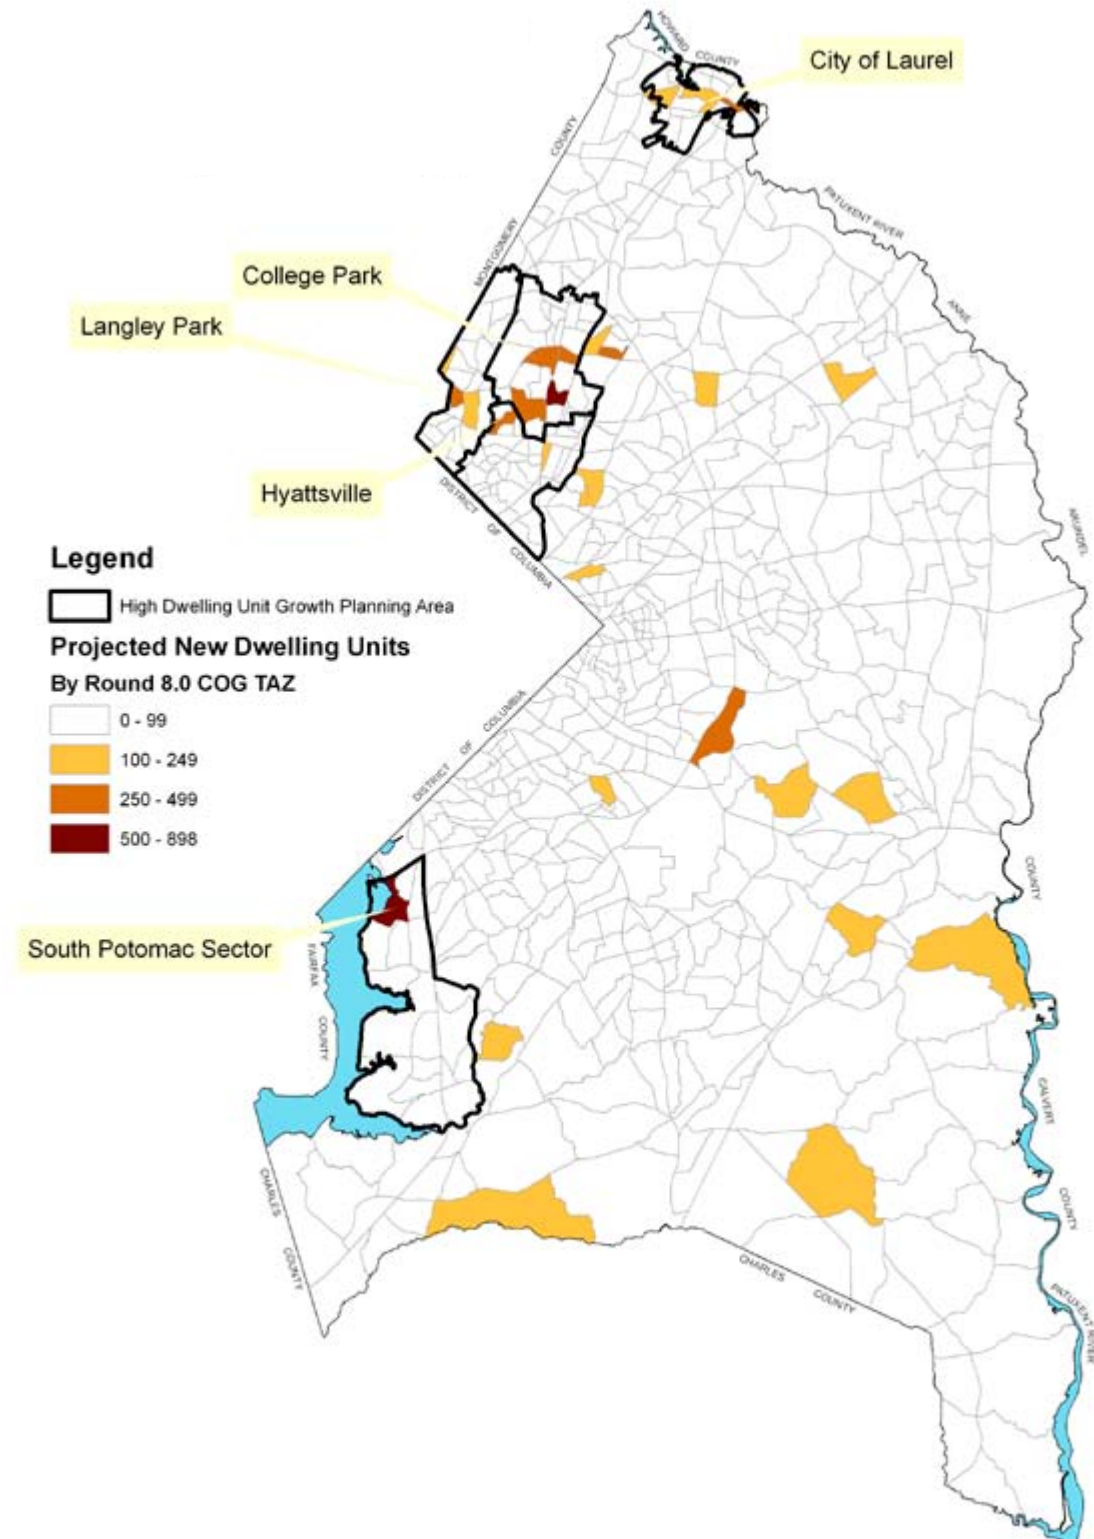 HOWARD COUNTY
City of Laurel
COUNTY
MONTGOMERY
PATUXENT RIVER
College Park
ANNE
Langley Park
Hyattsville
DISTRICT OF COLUMBIA
ARUNDEL
Legend
High Dwelling Unit Growth Planning Area
Projected New Dwelling Units
By Round 8.0 COG TAZ
0 - 99
100 - 249
250 - 499
500 - 898
DISTRICT OF COLUMBIA
COUNTY
South Potomac Sector
FAIRFAX
COUNTY
CALVERT
COUNTY
CHARLES
COUNTY
CHARLES
COUNTY
PATUXENT RIVER